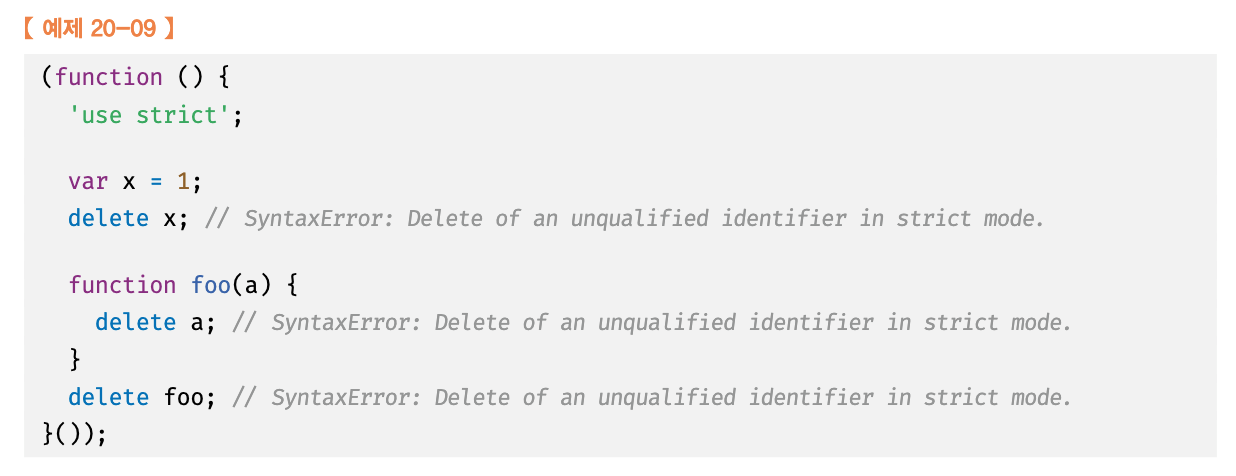 【 예제 20-09 】
(function () {
  'use strict';

  var x = 1;
  delete x; // SyntaxError: Delete of an unqualified identifier in strict mode.

  function foo(a) {
    delete a; // SyntaxError: Delete of an unqualified identifier in strict mode.
  }
  delete foo; // SyntaxError: Delete of an unqualified identifier in strict mode.
}());